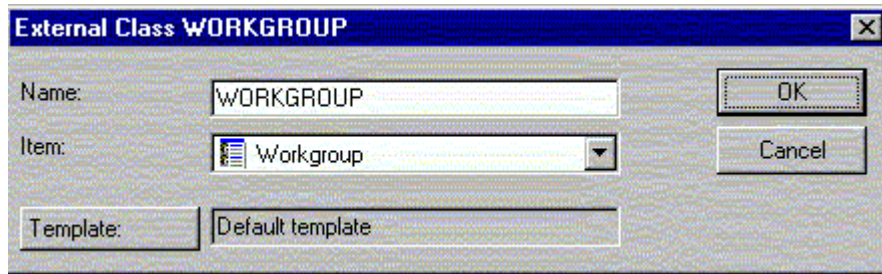 External Class WORKGROUP
Name: WORKGROUP OK
Item: Workgroup Cancel
Template: Default template